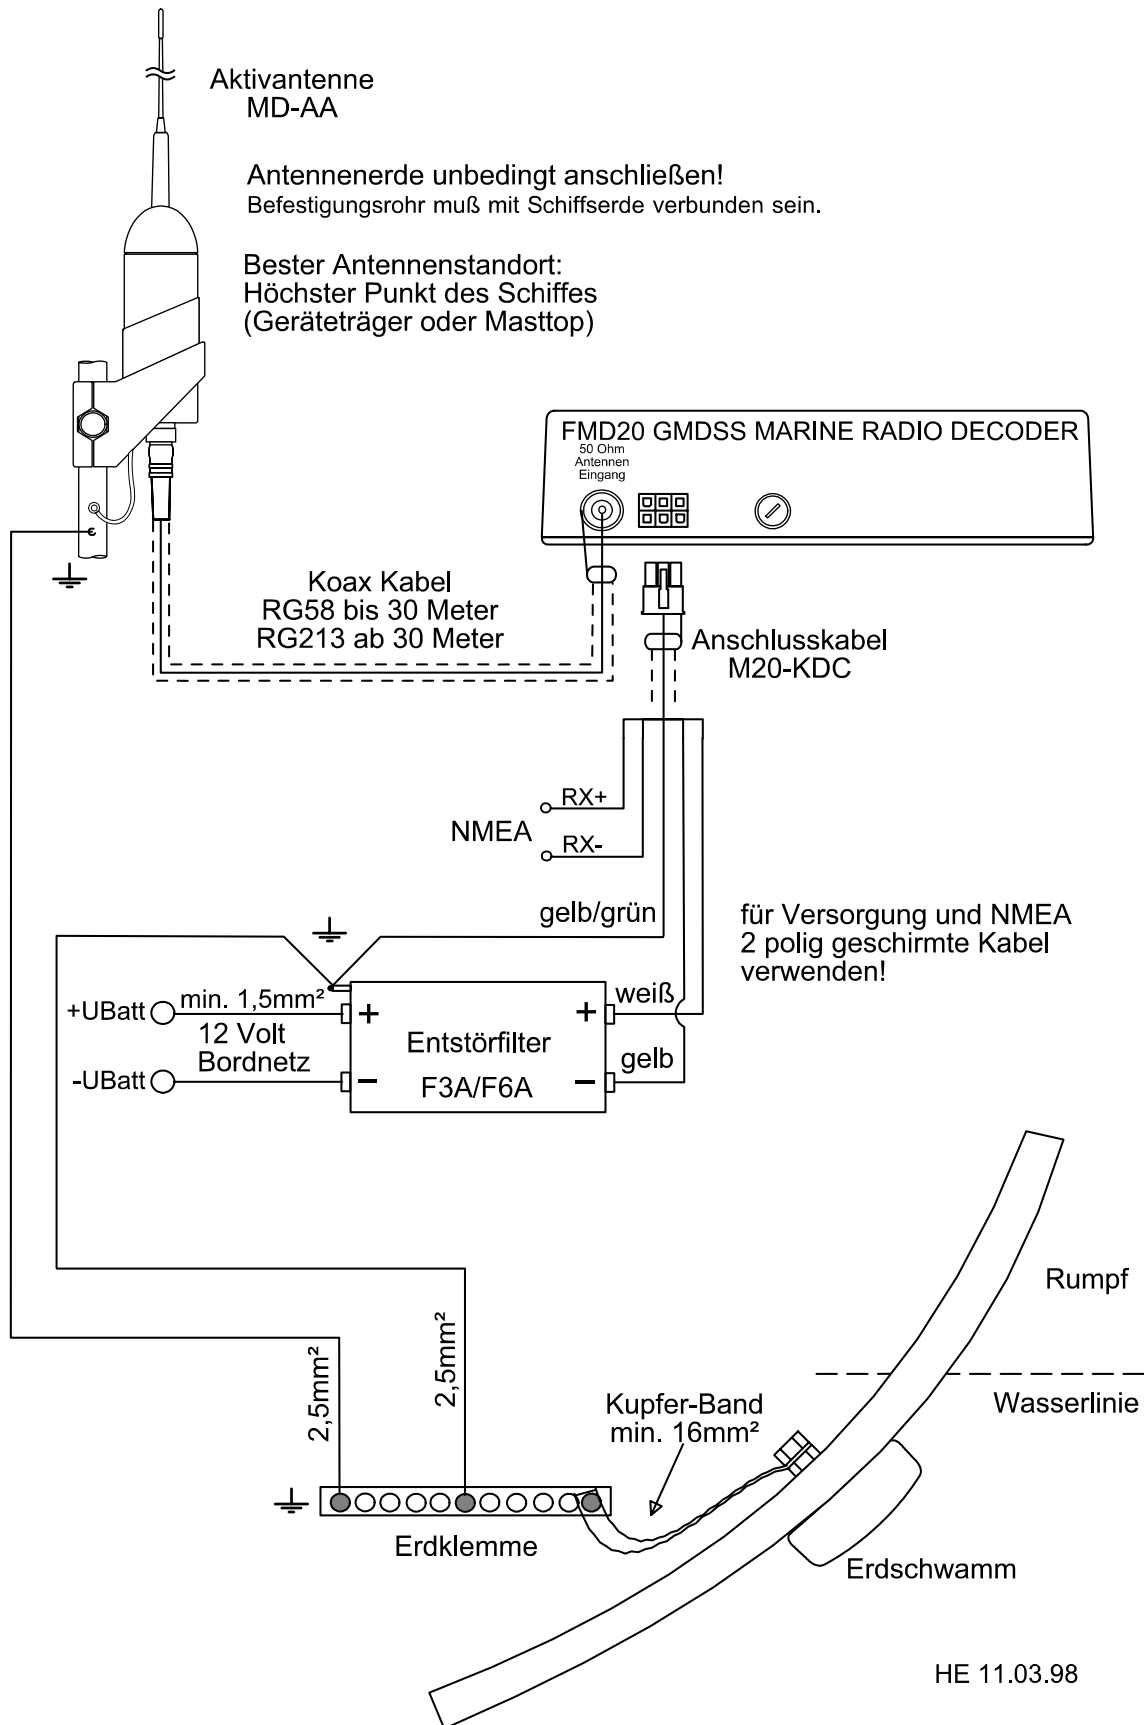 Aktivantenne
MD-AA
Antennenerde unbedingt anschließen!
Befestigungsrohr muß mit Schiffserde verbunden sein.
Bester Antennenstandort:
Höchster Punkt des Schiffes
(Geräteträger oder Masttop)
FMD20 GMDSS MARINE RADIO DECODER
50 Ohm
Antennen
Eingang
Koax Kabel
RG58 bis 30 Meter
RG213 ab 30 Meter
Anschlusskabel
M20-KDC
RX+
NMEA
RX-
gelb/grün
für Versorgung und NMEA
2 polig geschirmte Kabel
verwenden!
+UBatt
min. 1,5mm²
+
+
weiß
12 Volt
Bordnetz
Entstörfilter
-UBatt
−
F3A/F6A
−
gelb
Rumpf
2,5mm²
2,5mm²
Wasserlinie
Kupfer-Band
min. 16mm²
Erdklemme
Erdschwamm
HE 11.03.98